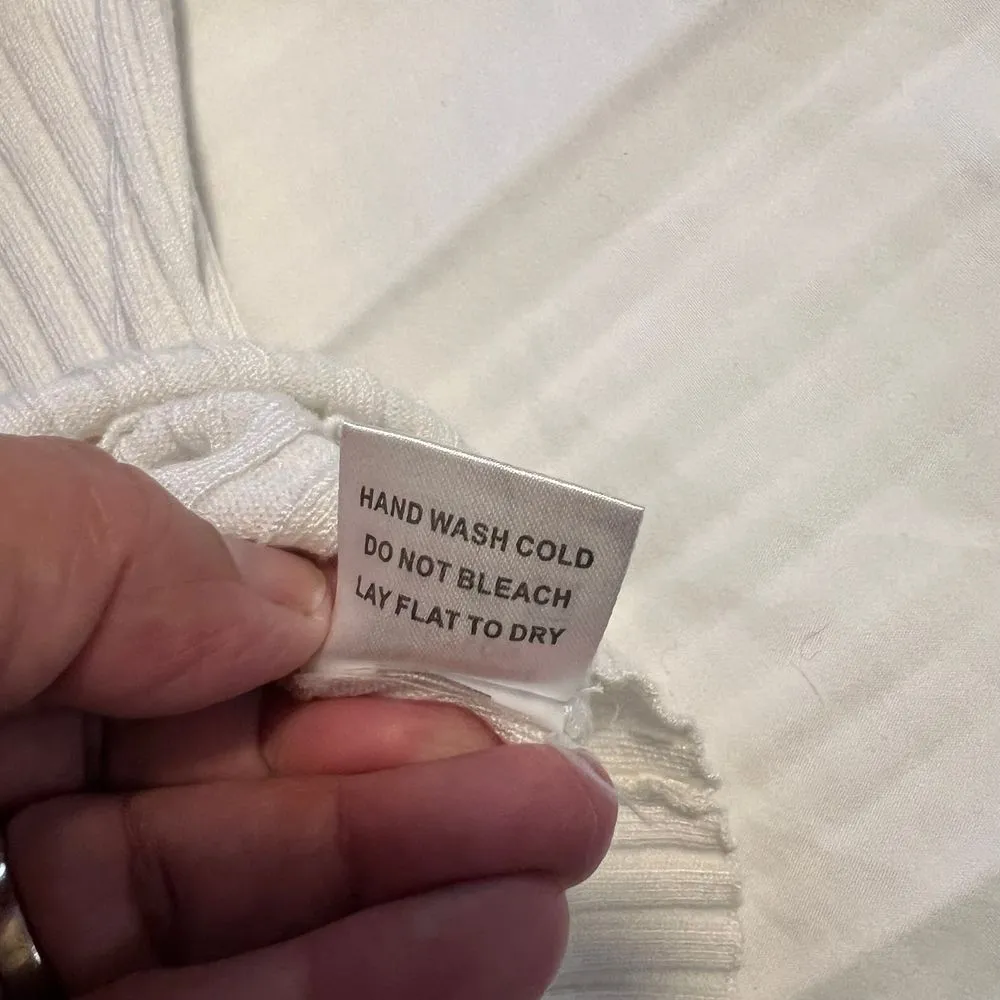 HAND WASH COLD
DO NOT BLEACH
LAY FLAT TO DRY